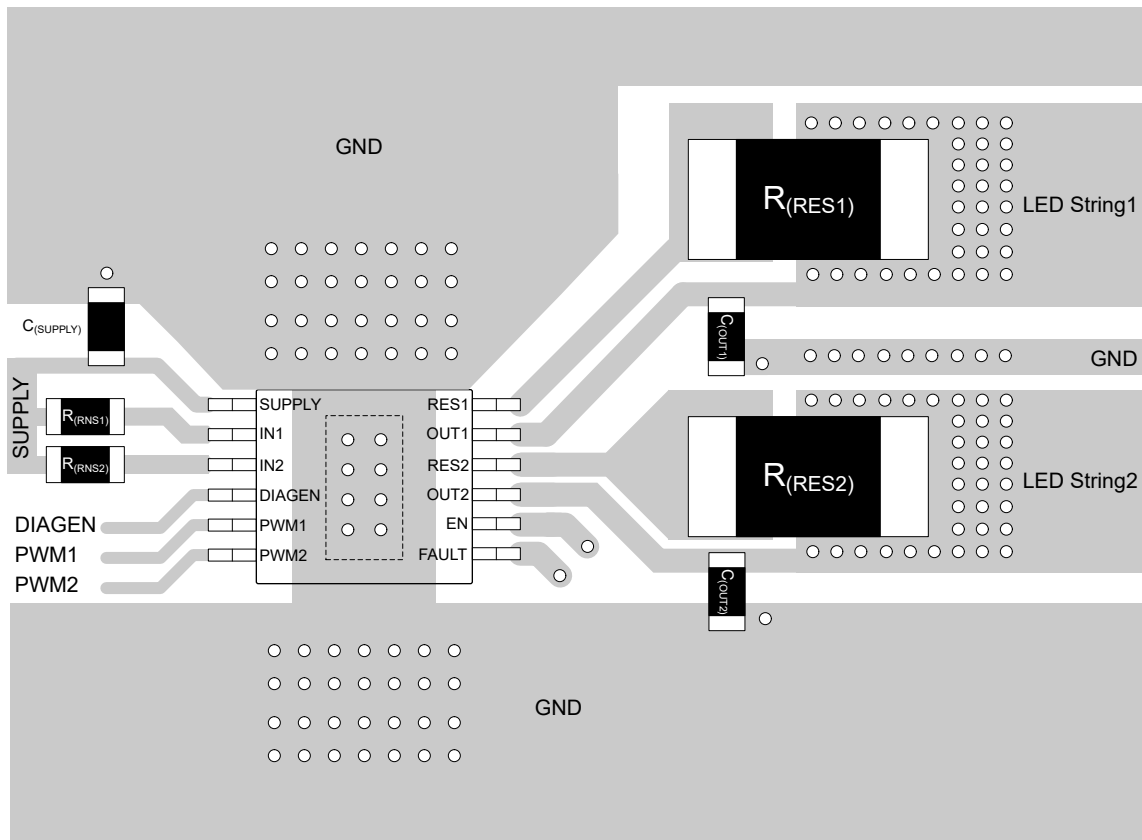 GND
R(RES1)
LED String1
C(SUPPLY)
C(OUT1)
GND
SUPPLY
R(RNS1)
R(RNS2)
SUPPLY
IN1
IN2
DIAGEN
PWM1
PWM2
RES1
OUT1
RES2
OUT2
EN
FAULT
R(RES2)
LED String2
DIAGEN
PWM1
PWM2
C(OUT2)
GND